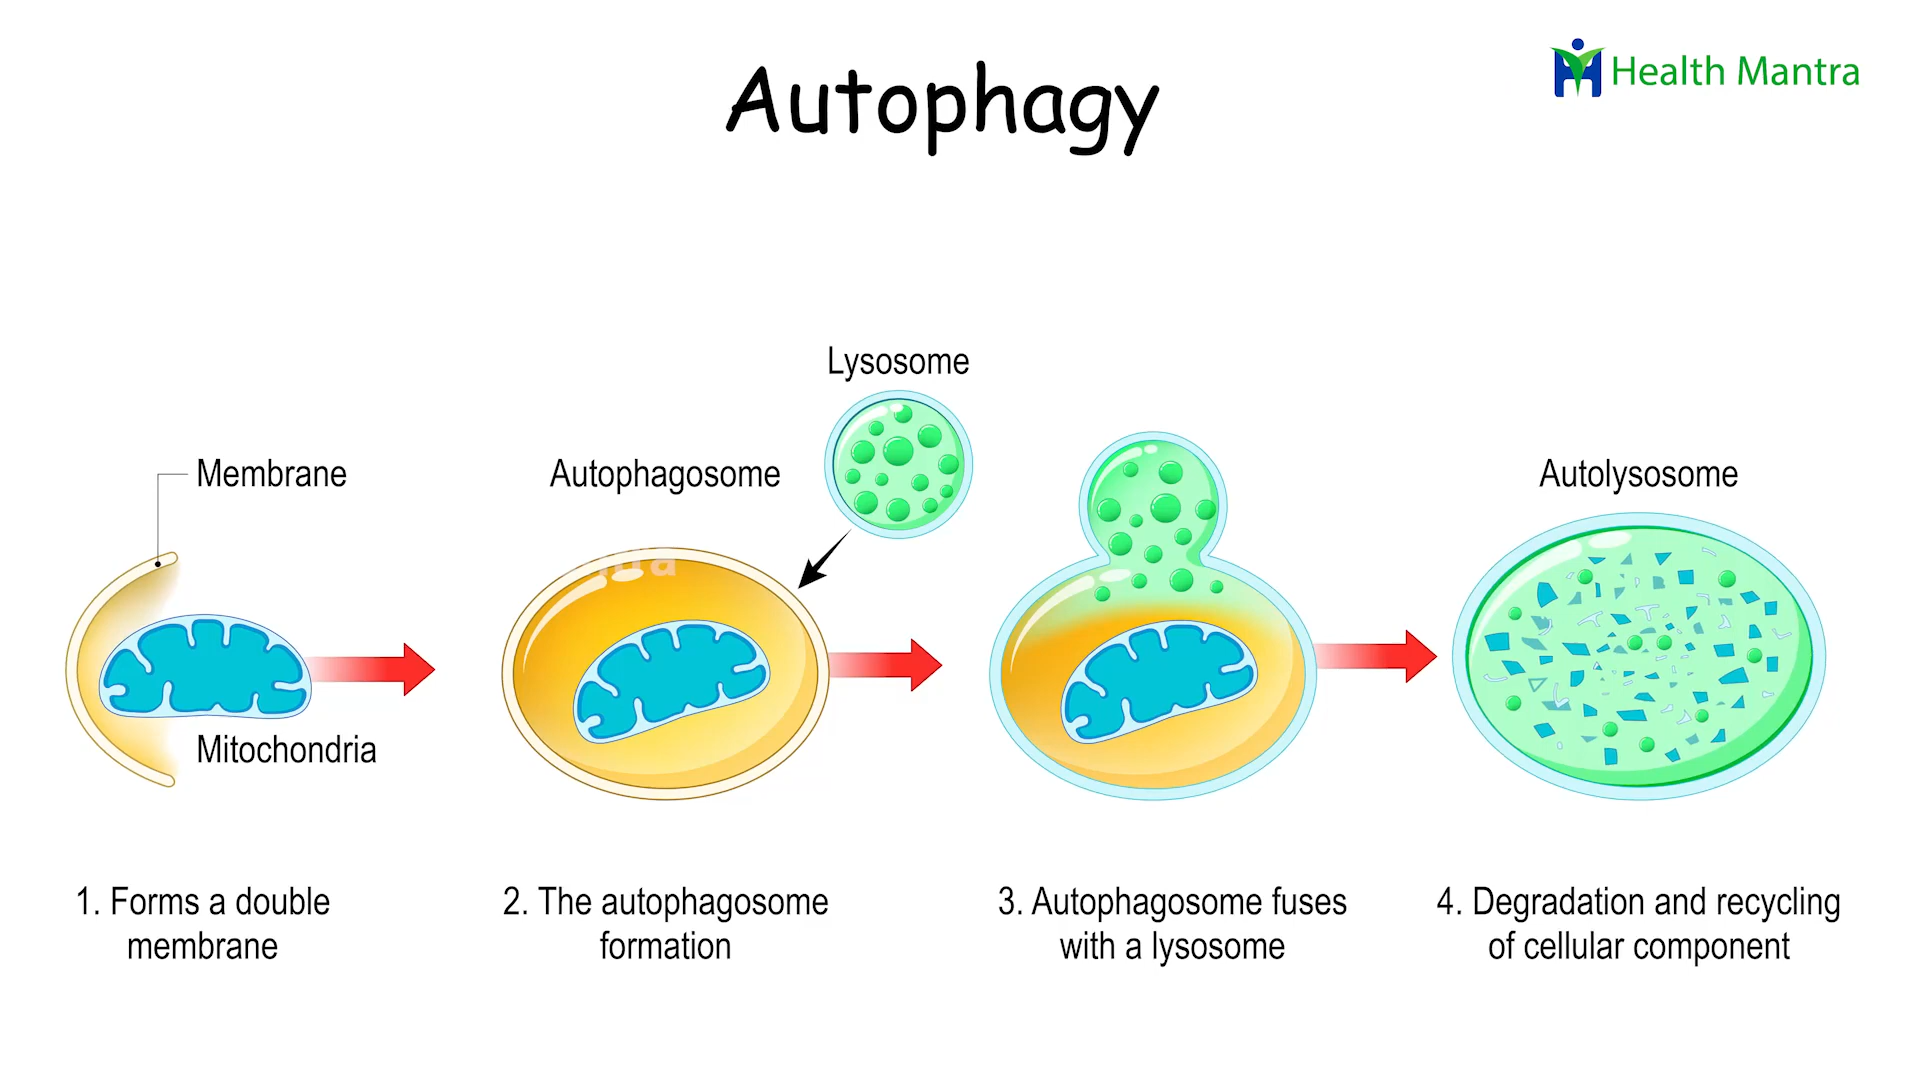 Autophagy
Health Mantra
Lysosome
Membrane
Autophagosome
Autolysosome
Mitochondria
1. Forms a double
membrane
2. The autophagosome
formation
3. Autophagosome fuses
with a lysosome
4. Degradation and recycling
of cellular component